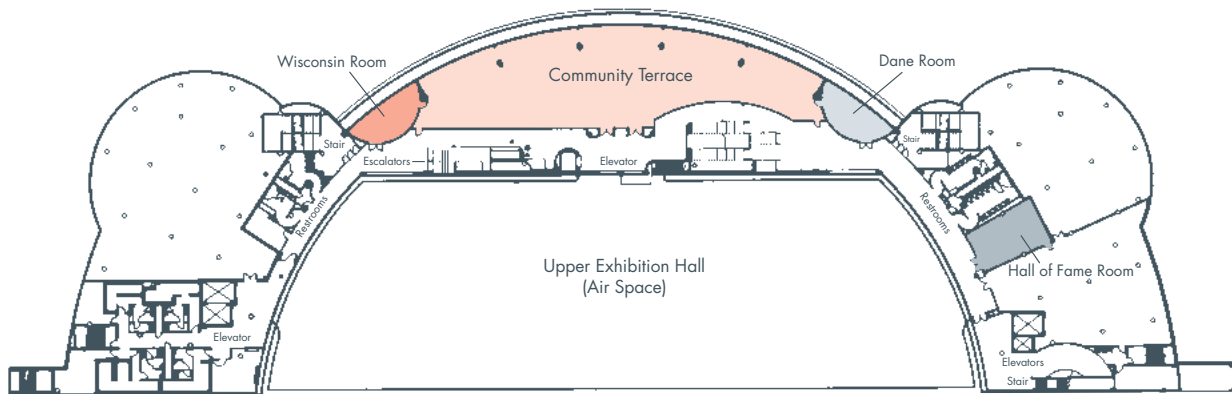 Wisconsin Room
Community Terrace
Dane Room
Stair
Escalators
Elevator
Stair
Restrooms
Restrooms
Upper Exhibition Hall
(Air Space)
Hall of Fame Room
Elevator
Elevators
Stair